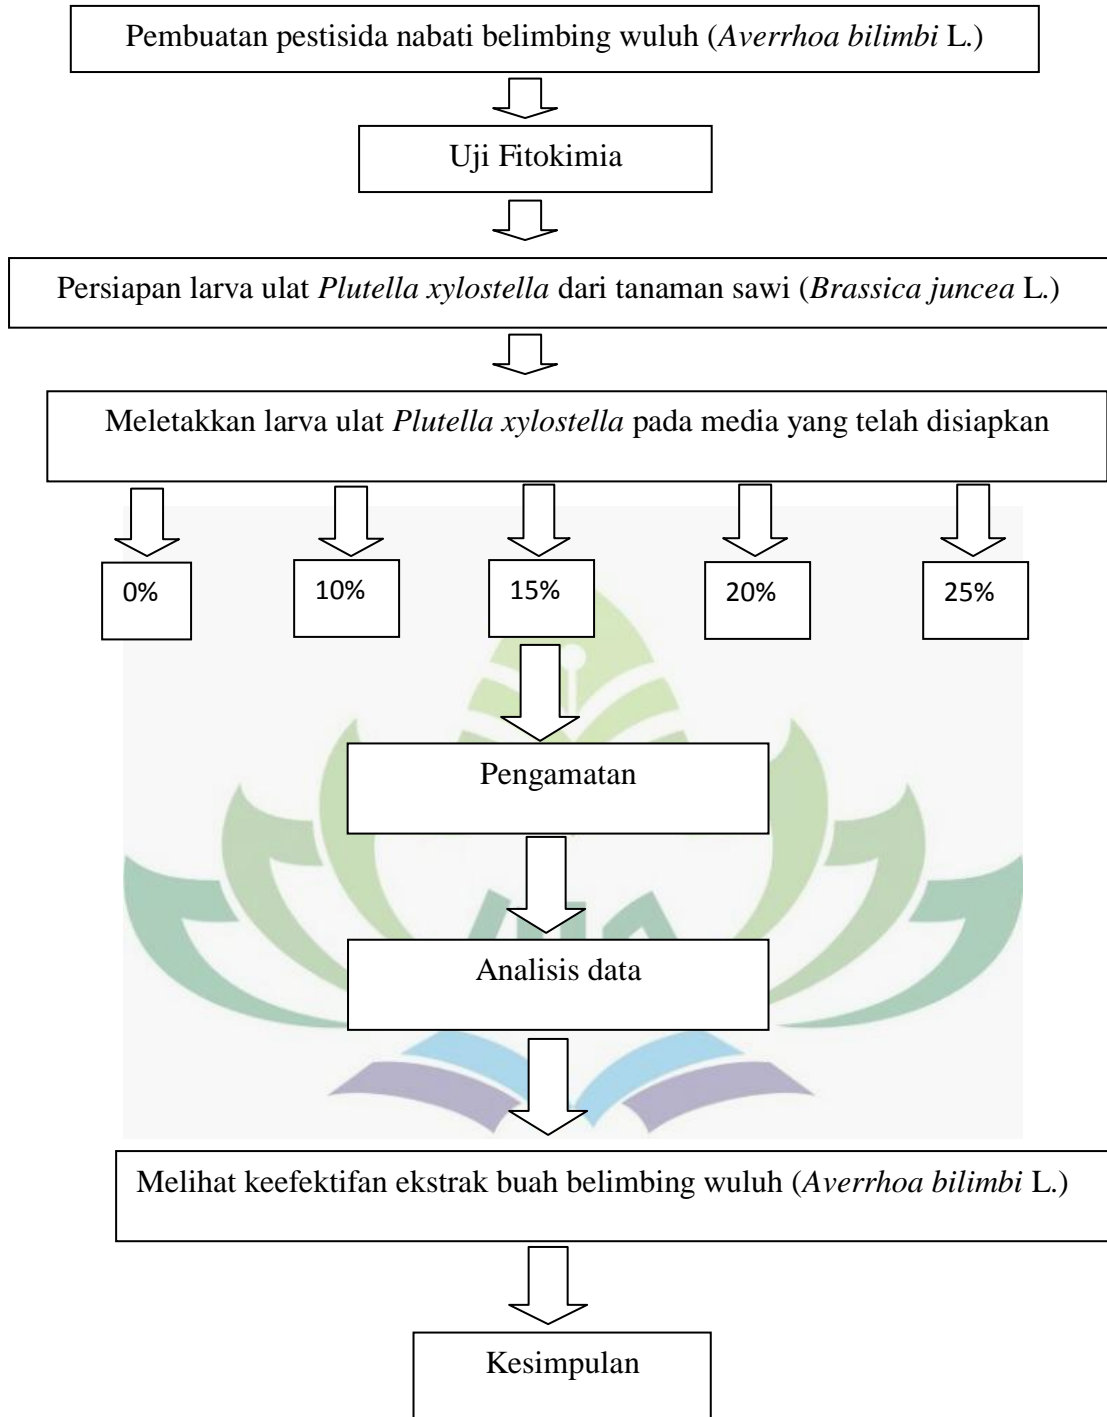 Pembuatan pestisida nabati belimbing wuluh (Averrhoa bilimbi L.)
Uji Fitokimia
Persiapan larva ulat Plutella xylostella dari tanaman sawi (Brassica juncea L.)
Meletakkan larva ulat Plutella xylostella pada media yang telah disiapkan
0%
10%
15%
20%
25%
Pengamatan
Analisis data
Melihat keefektifan ekstrak buah belimbing wuluh (Averrhoa bilimbi L.)
Kesimpulan